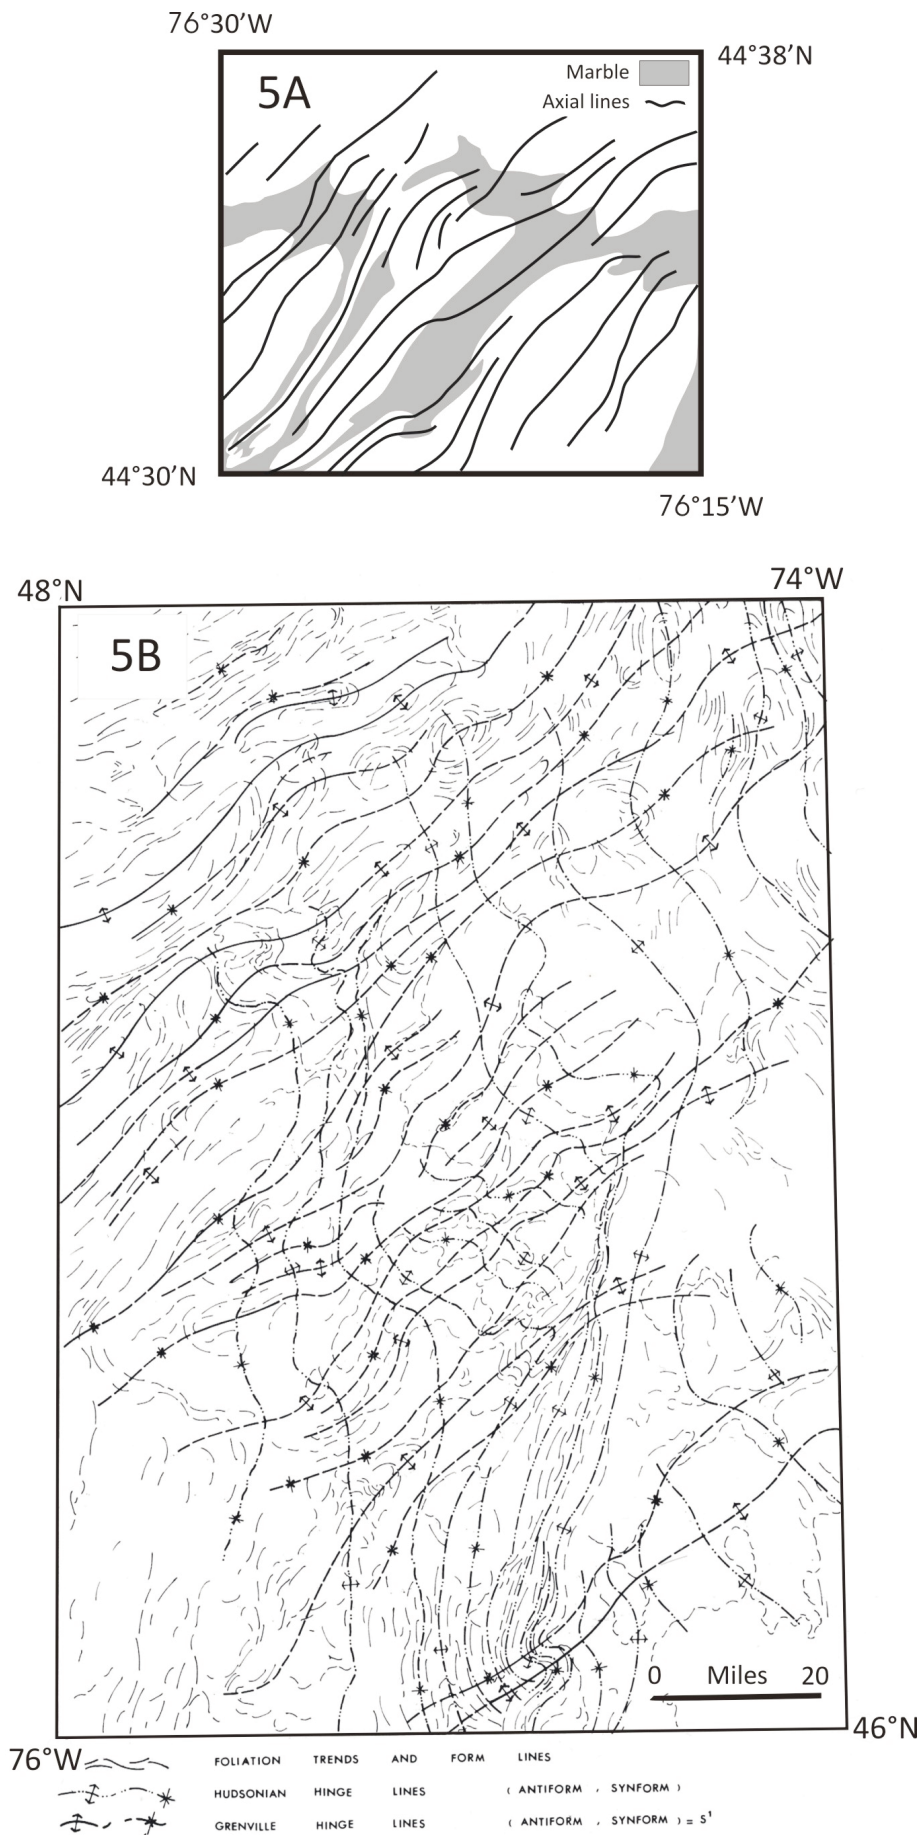 76°30'W
44°38'N
5A
Marble
Axial lines
44°30'N
76°15'W
48°N
74°W
5B
0 Miles 20
46°N
76°W
FOLIATION TRENDS AND FORM LINES
HUDSONIAN HINGE LINES (ANTIFORM, SYNFORM)
GRENVILLE HINGE LINES (ANTIFORM, SYNFORM) = S¹